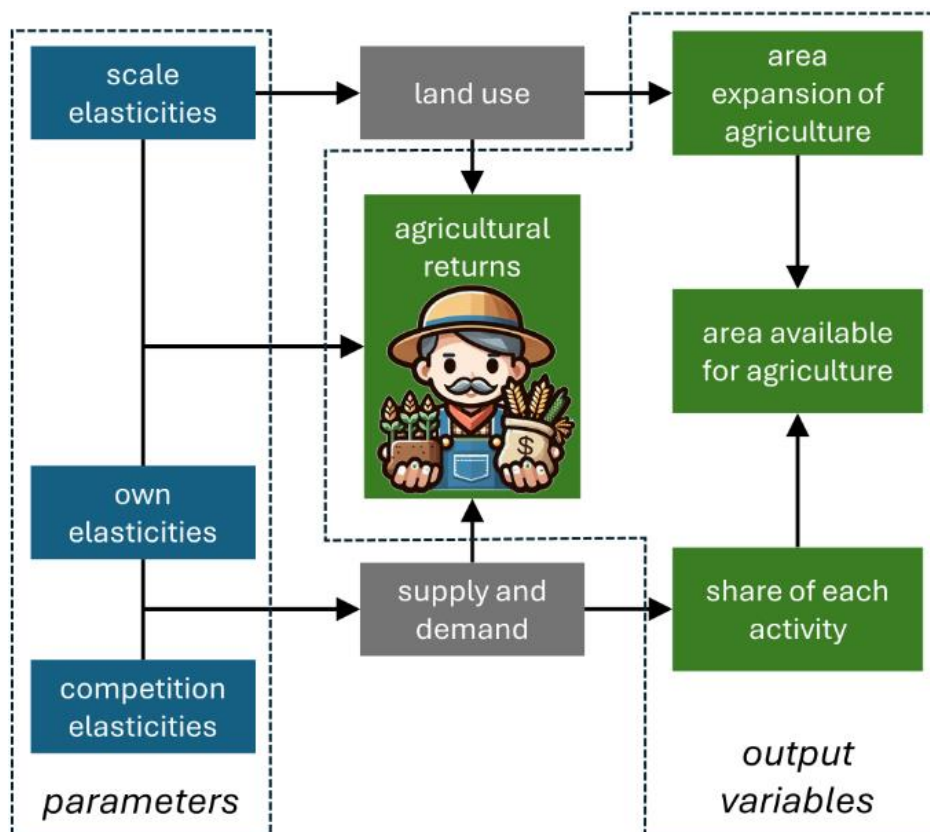 scale
elasticities
land use
area
expansion of
agriculture
agricultural
returns
$
area available
for agriculture
own
elasticities
supply and
demand
share of each
activity
competition
elasticities
parameters
output
variables